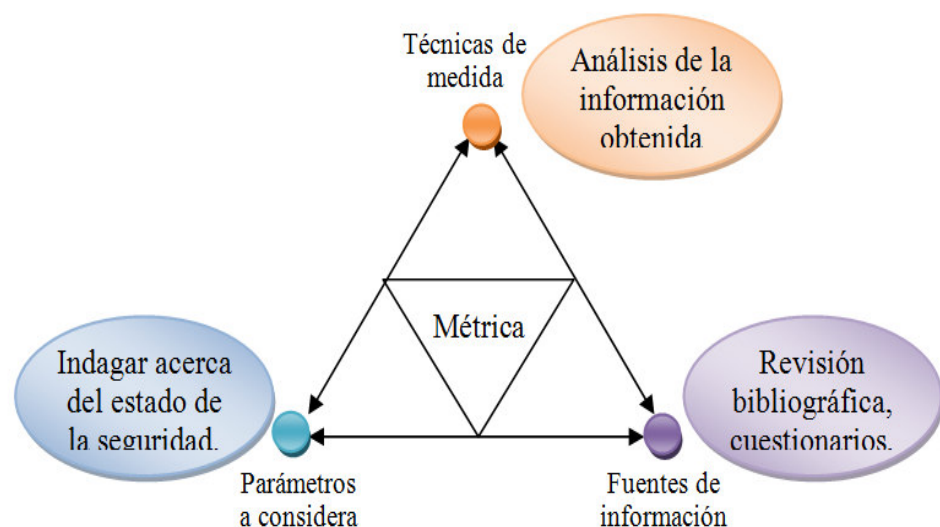 Técnicas de
medida
Análisis de la
información
obtenida
Métrica
Indagar acerca
del estado de
la seguridad.
Revisión
bibliográfica,
cuestionarios.
Parámetros
a considera
Fuentes de
información